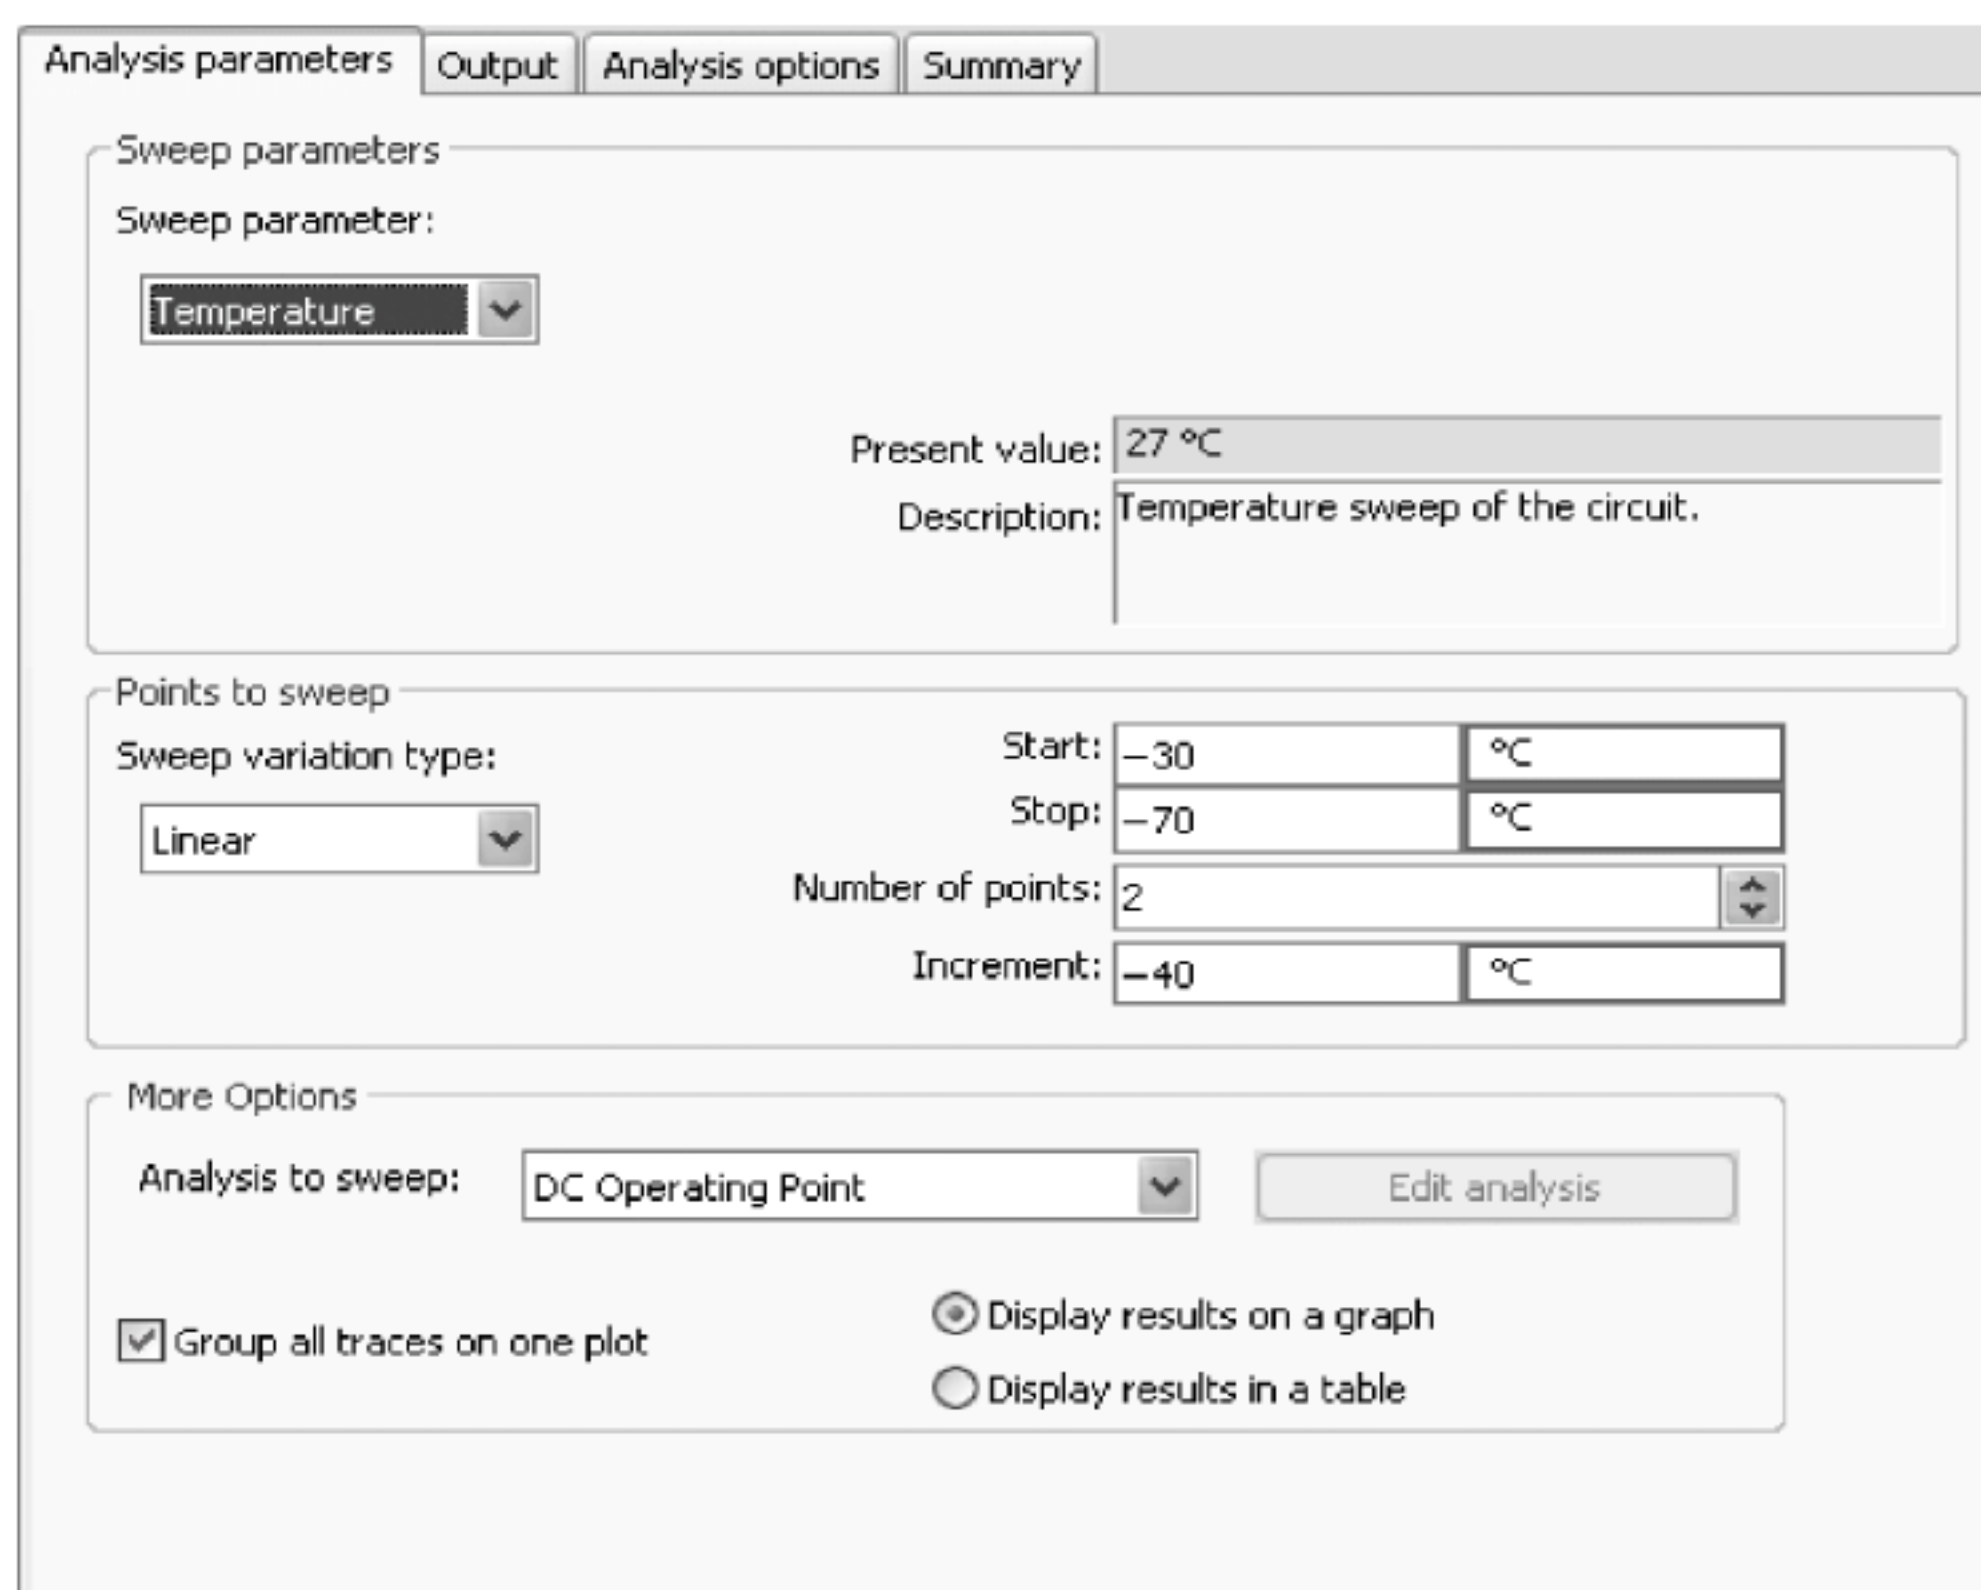 Analysis parameters Output Analysis options Summary
Sweep parameters
Sweep parameter:
Temperature
Present value: 27 °C
Description: Temperature sweep of the circuit.
Points to sweep
Sweep variation type:
Linear
Start: −30 °C
Stop: −70 °C
Number of points: 2
Increment: −40 °C
More Options
Analysis to sweep: DC Operating Point Edit analysis
Group all traces on one plot
Display results on a graph
Display results in a table